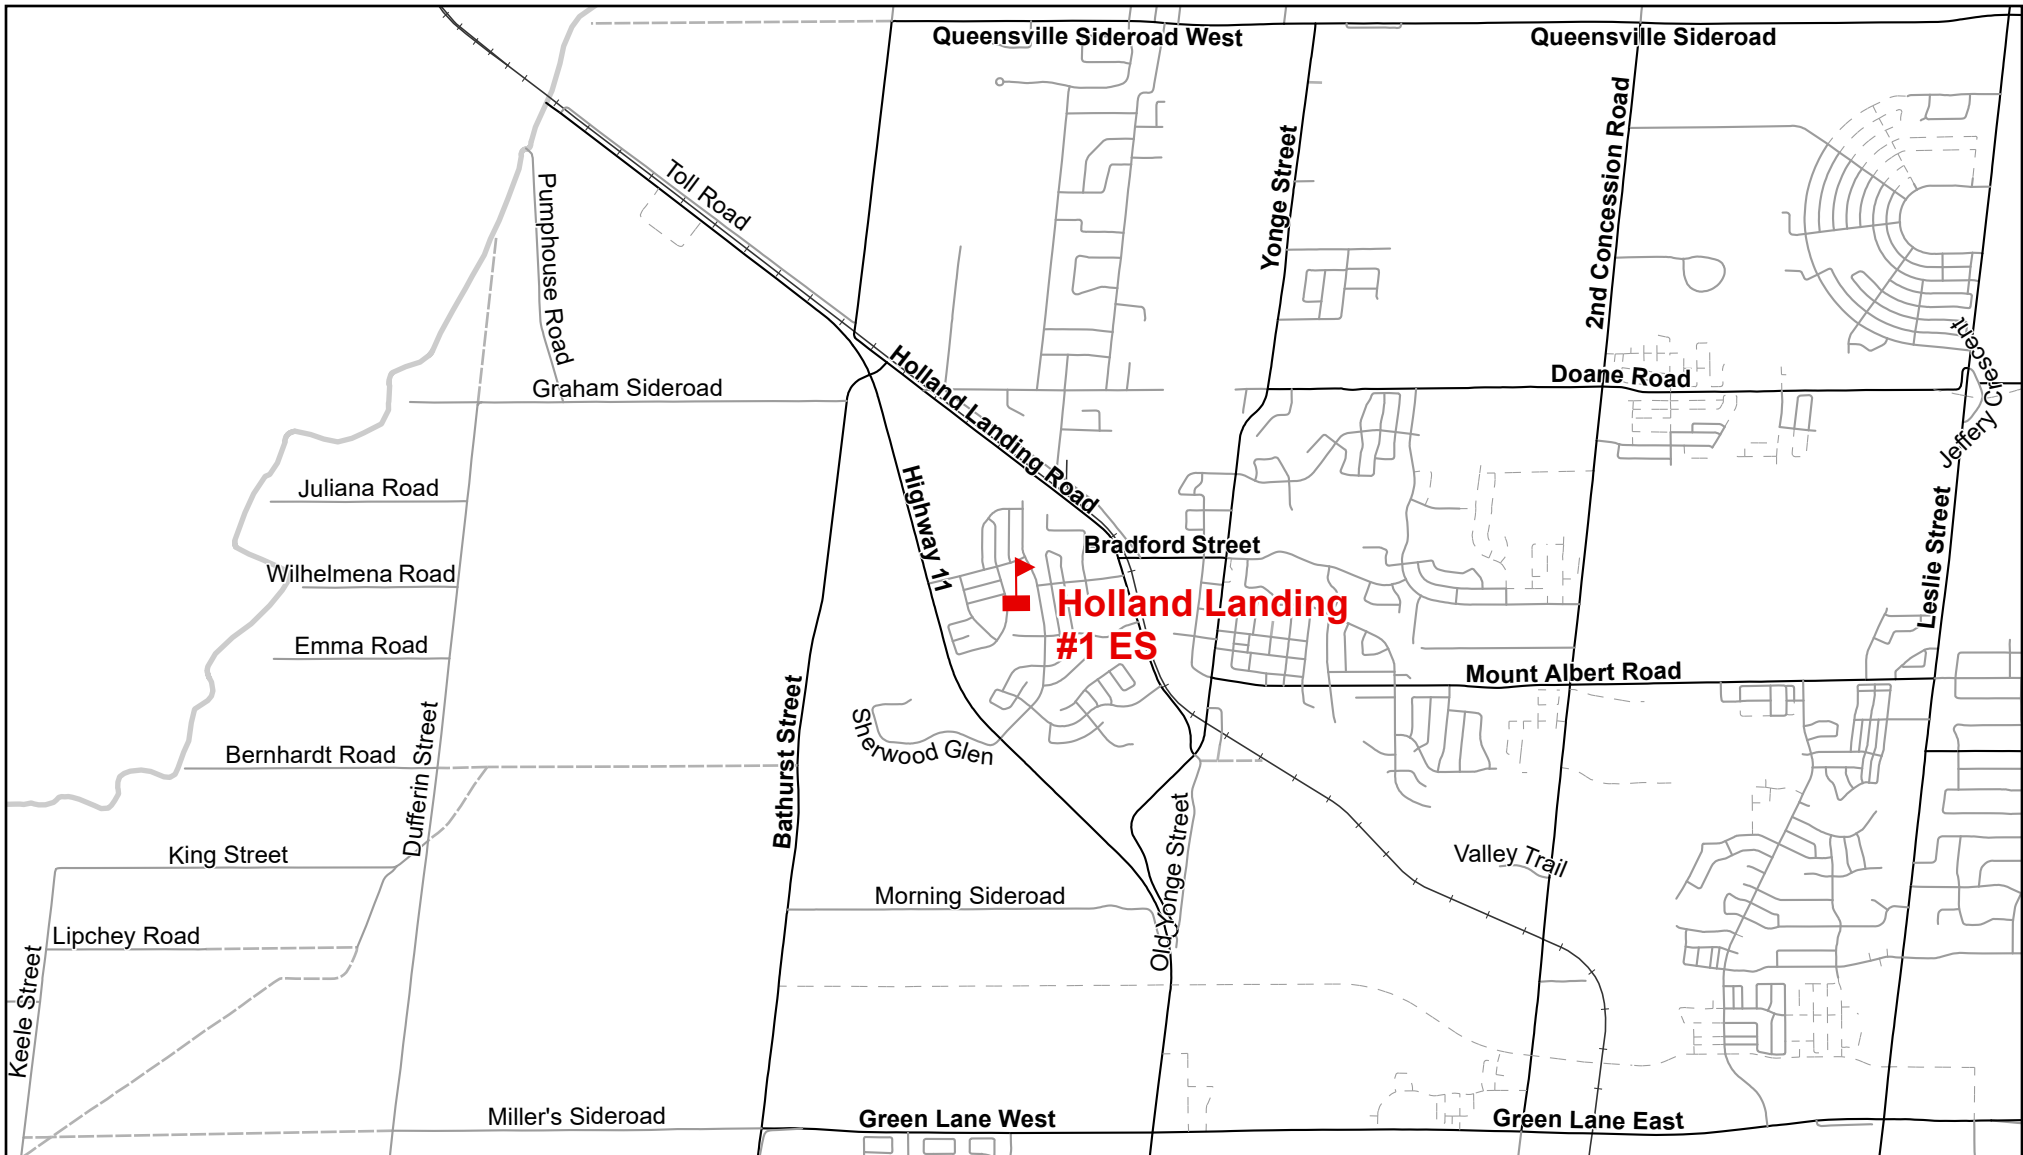 Queensville Sideroad West
Queensville Sideroad
Toll Road
Pumphouse Road
Yonge Street
2nd Concession Road
Graham Sideroad
Holland Landing Road
Doane Road
Jeffery Crescent
Juliana Road
Highway 11
Bradford Street
Leslie Street
Wilhelmena Road
Holland Landing
#1 ES
Emma Road
Mount Albert Road
Bathurst Street
Dufferin Street
Sherwood Glen
Bernhardt Road
Old Yonge Street
King Street
Valley Trail
Morning Sideroad
Lipchey Road
Keele Street
Miller's Sideroad
Green Lane West
Green Lane East